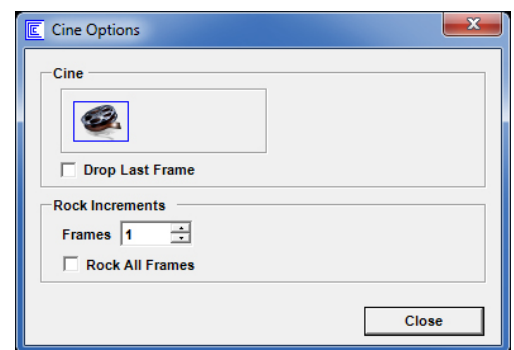 Cine Options
Cine
Drop Last Frame
Rock Increments
Frames 1
Rock All Frames
Close